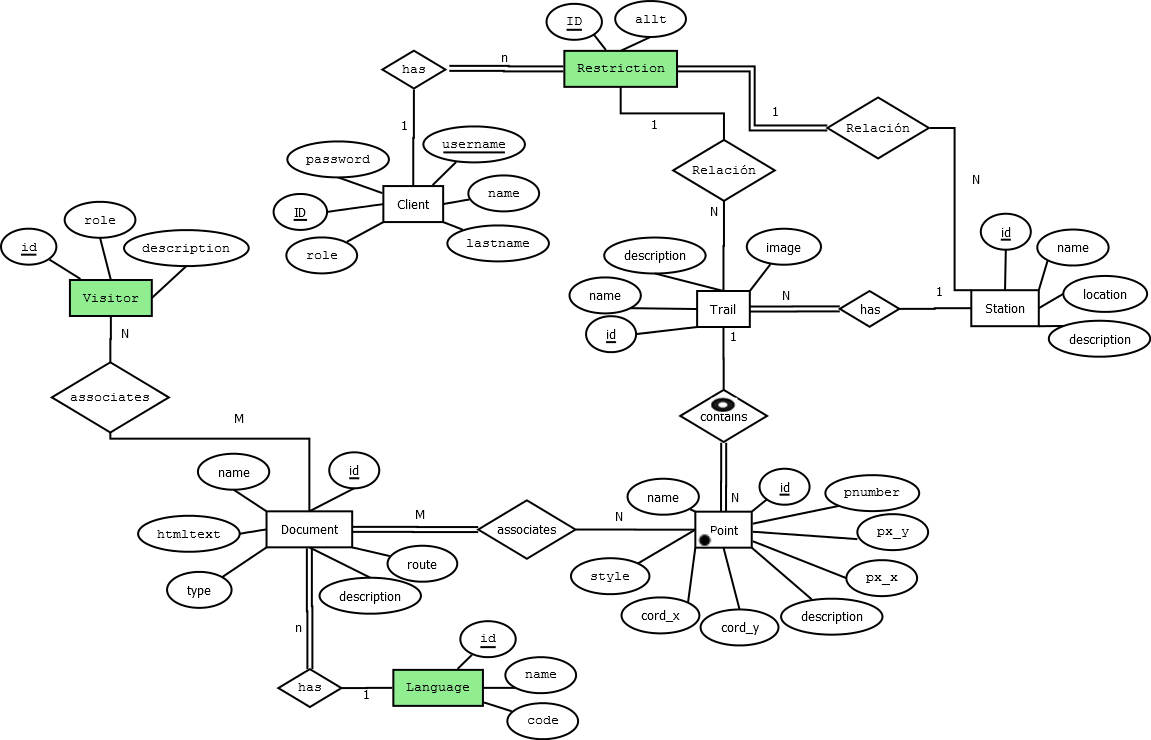 ID
allt
has
n
Restriction
1
1
Relación
1
password
username
Relación
name
Client
ID
N
role
lastname
N
role
id
description
Visitor
N
description
image
name
Trail
id
N
has
1
id
name
location
Station
description
1
associates
contains
M
name
id
htmltext
Document
type
description
route
M
associates
N
name
N
id
pnumber
Point
px_y
style
px_x
cord_x
cord_y
description
n
id
has
1
Language
name
code